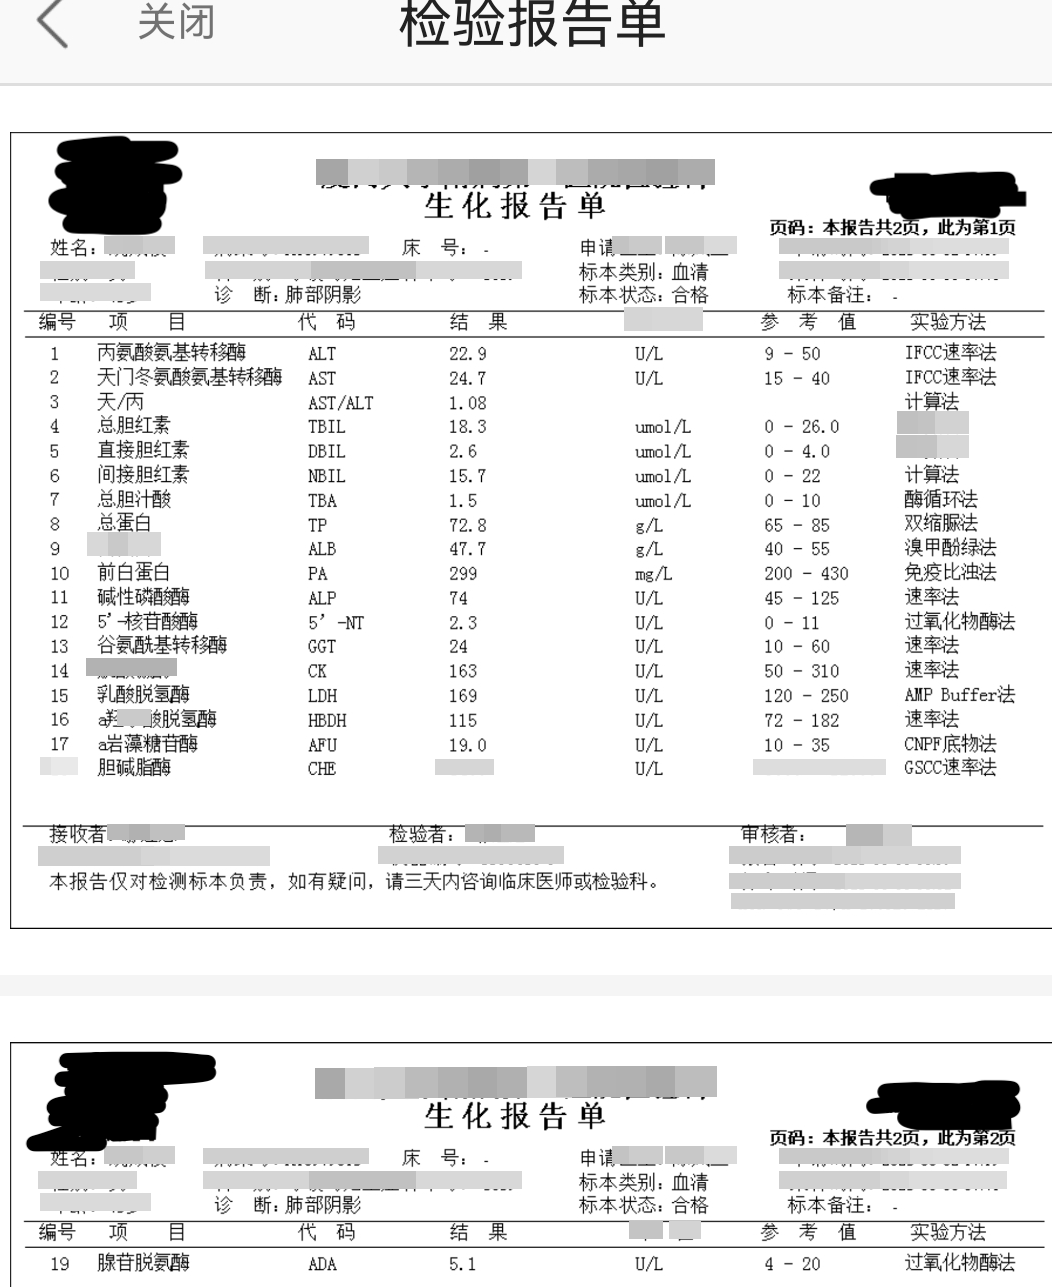 关闭 检验报告单
生化报告单
页码：本报告共2页，此为第1页
姓名： 床 号：- 申请
标本类别：血清
诊 断：肺部阴影 标本状态：合格 标本备注： -
编号 项 目 代 码 结 果 参 考 值 实验方法
1 丙氨酸氨基转移酶 ALT 22.9 U/L 9 - 50 IFCC速率法
2 天门冬氨酸氨基转移酶 AST 24.7 U/L 15 - 40 IFCC速率法
3 天/丙 AST/ALT 1.08 计算法
4 总胆红素 TBIL 18.3 umol/L 0 - 26.0
5 直接胆红素 DBIL 2.6 umol/L 0 - 4.0
6 间接胆红素 NBIL 15.7 umol/L 0 - 22 计算法
7 总胆汁酸 TBA 1.5 umol/L 0 - 10 酶循环法
8 总蛋白 TP 72.8 g/L 65 - 85 双缩脲法
9 ALB 47.7 g/L 40 - 55 溴甲酚绿法
10 前白蛋白 PA 299 mg/L 200 - 430 免疫比浊法
11 碱性磷酸酶 ALP 74 U/L 45 - 125 速率法
12 5’-核苷酸酶 5’-NT 2.3 U/L 0 - 11 过氧化物酶法
13 谷氨酰基转移酶 GGT 24 U/L 10 - 60 速率法
14 CK 163 U/L 50 - 310 速率法
15 乳酸脱氢酶 LDH 169 U/L 120 - 250 AMP Buffer法
16 a羟 酸脱氢酶 HBDH 115 U/L 72 - 182 速率法
17 a岩藻糖苷酶 AFU 19.0 U/L 10 - 35 CNPF底物法
胆碱脂酶 CHE U/L GSCC速率法
接收者 检验者： 审核者：
本报告仅对检测标本负责，如有疑问，请三天内咨询临床医师或检验科。
生化报告单
页码：本报告共2页，此为第2页
姓名： 床 号：- 申请
标本类别：血清
诊 断：肺部阴影 标本状态：合格 标本备注： -
编号 项 目 代 码 结 果 参 考 值 实验方法
19 腺苷脱氨酶 ADA 5.1 U/L 4 - 20 过氧化物酶法